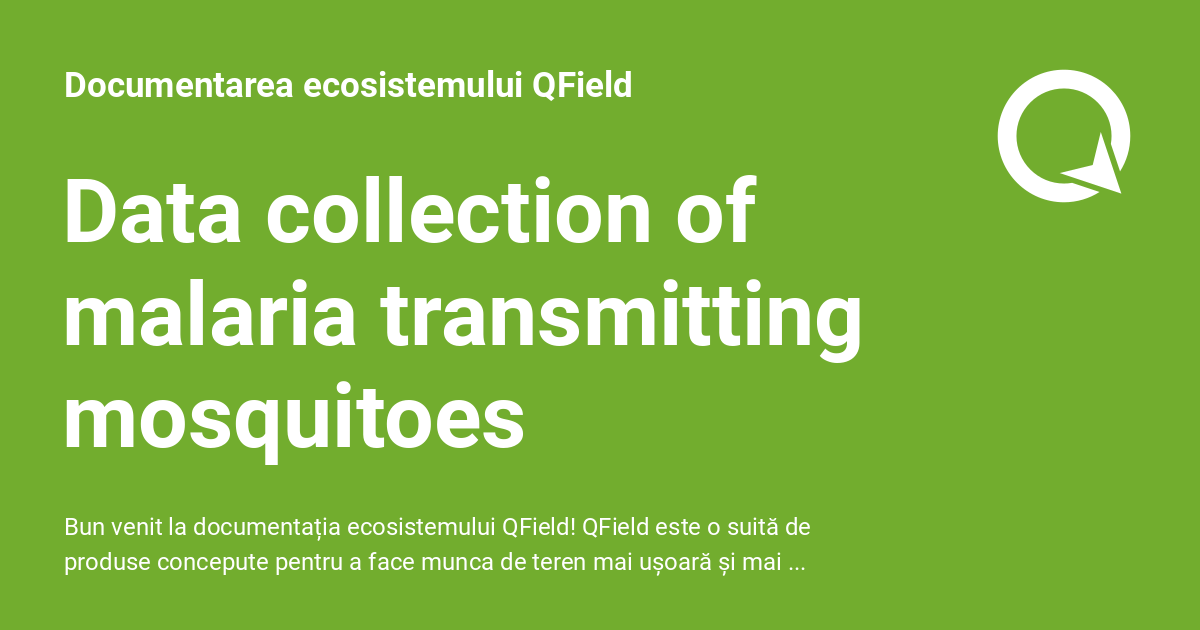 Documentarea ecosistemului QField
Data collection of
malaria transmitting
mosquitoes
Bun venit la documentația ecosistemului QField! QField este o suită de
produse concepute pentru a face munca de teren mai ușoară și mai ...